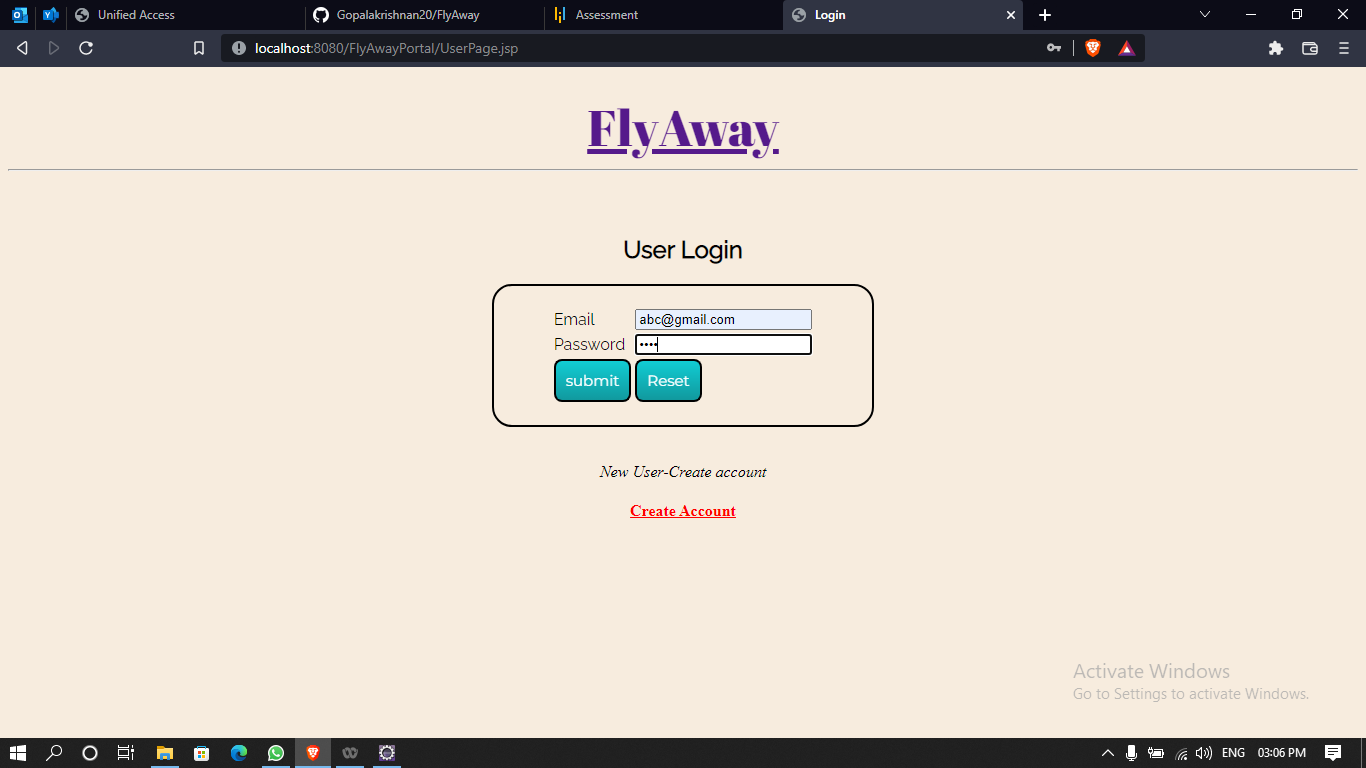 Unified Access
Gopalakrishnan20/FlyAway
Assessment
Login
localhost:8080/FlyAwayPortal/UserPage.jsp
FlyAway
User Login
Email abc@gmail.com
Password ••••
submit Reset
New User-Create account
Create Account
Activate Windows
Go to Settings to activate Windows.
ENG 03:06 PM